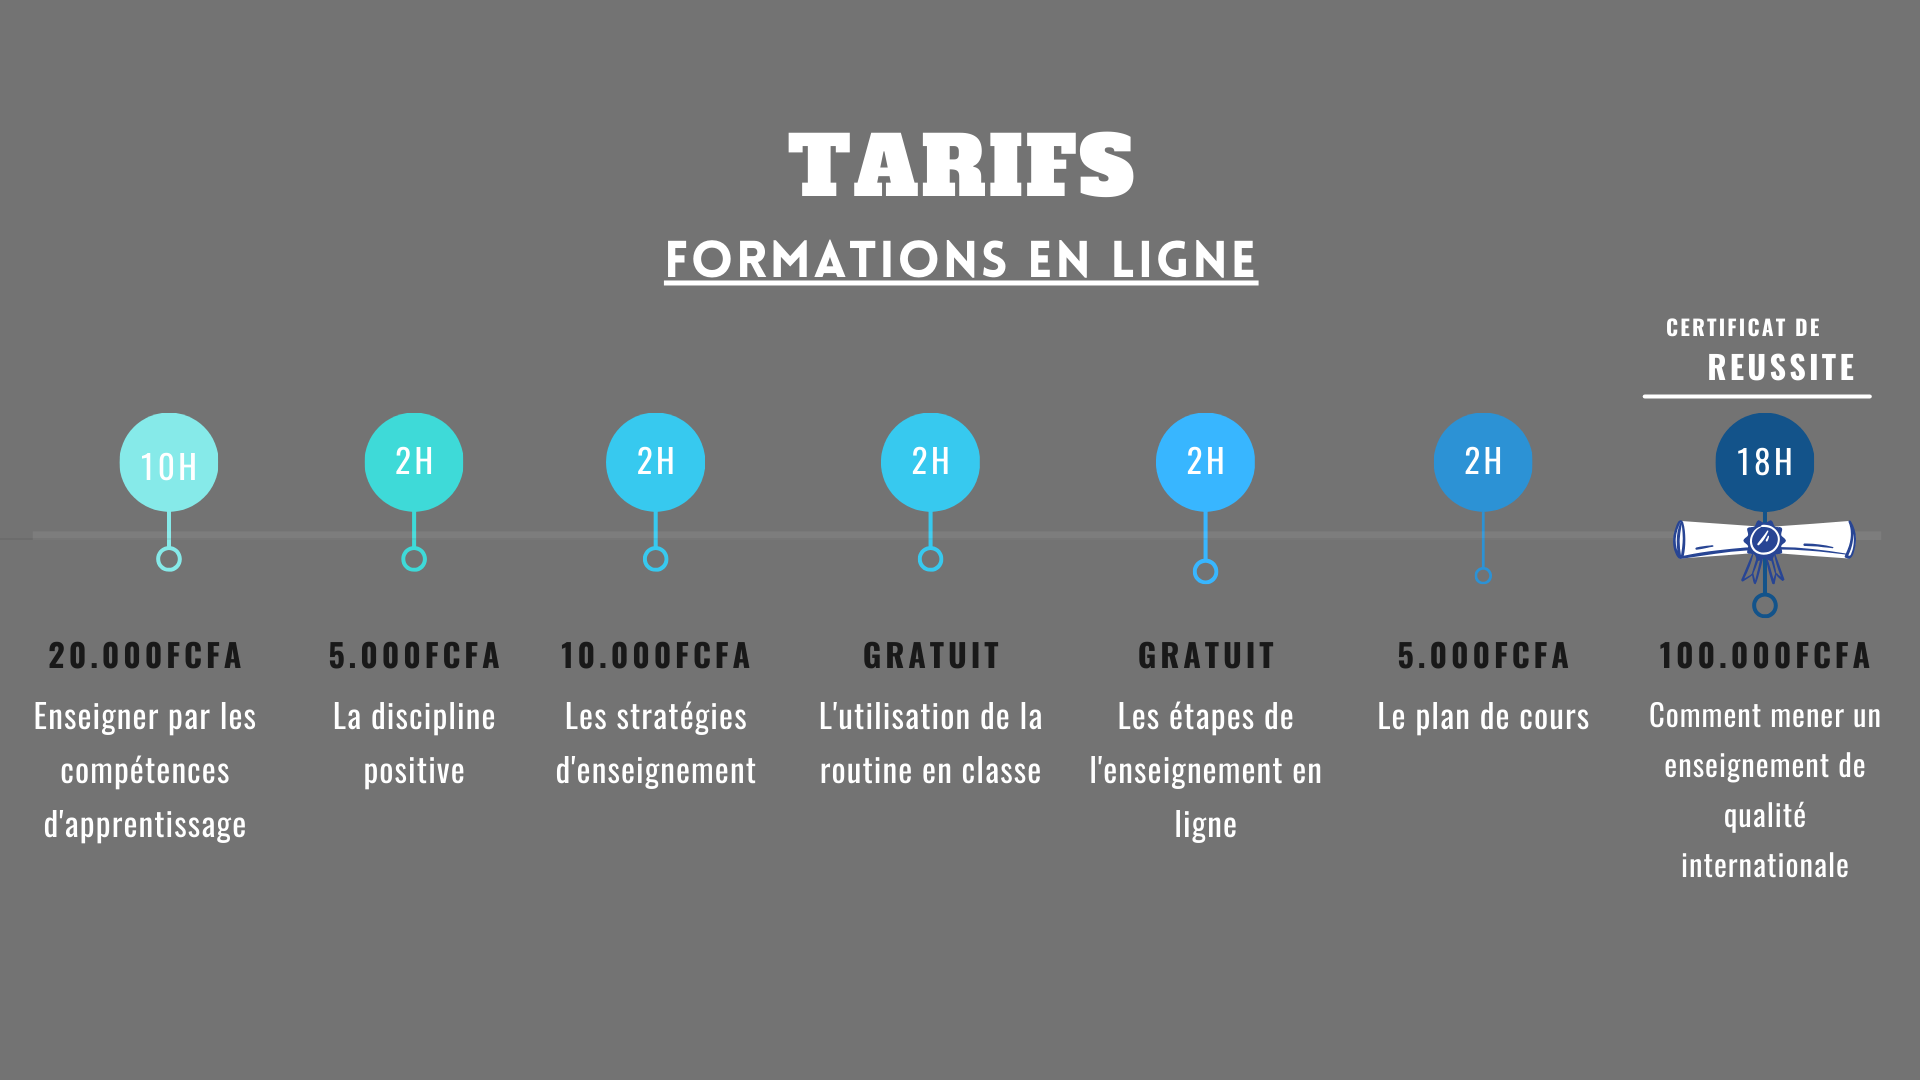 TARIFS
FORMATIONS EN LIGNE
CERTIFICAT DE
REUSSITE
10H
20.000FCFA
Enseigner par les
compétences
d'apprentissage
2H
5.000FCFA
La discipline
positive
2H
10.000FCFA
Les stratégies
d'enseignement
2H
GRATUIT
L'utilisation de la
routine en classe
2H
GRATUIT
Les étapes de
l'enseignement en
ligne
2H
5.000FCFA
Le plan de cours
18H
100.000FCFA
Comment mener un
enseignement de
qualité
internationale